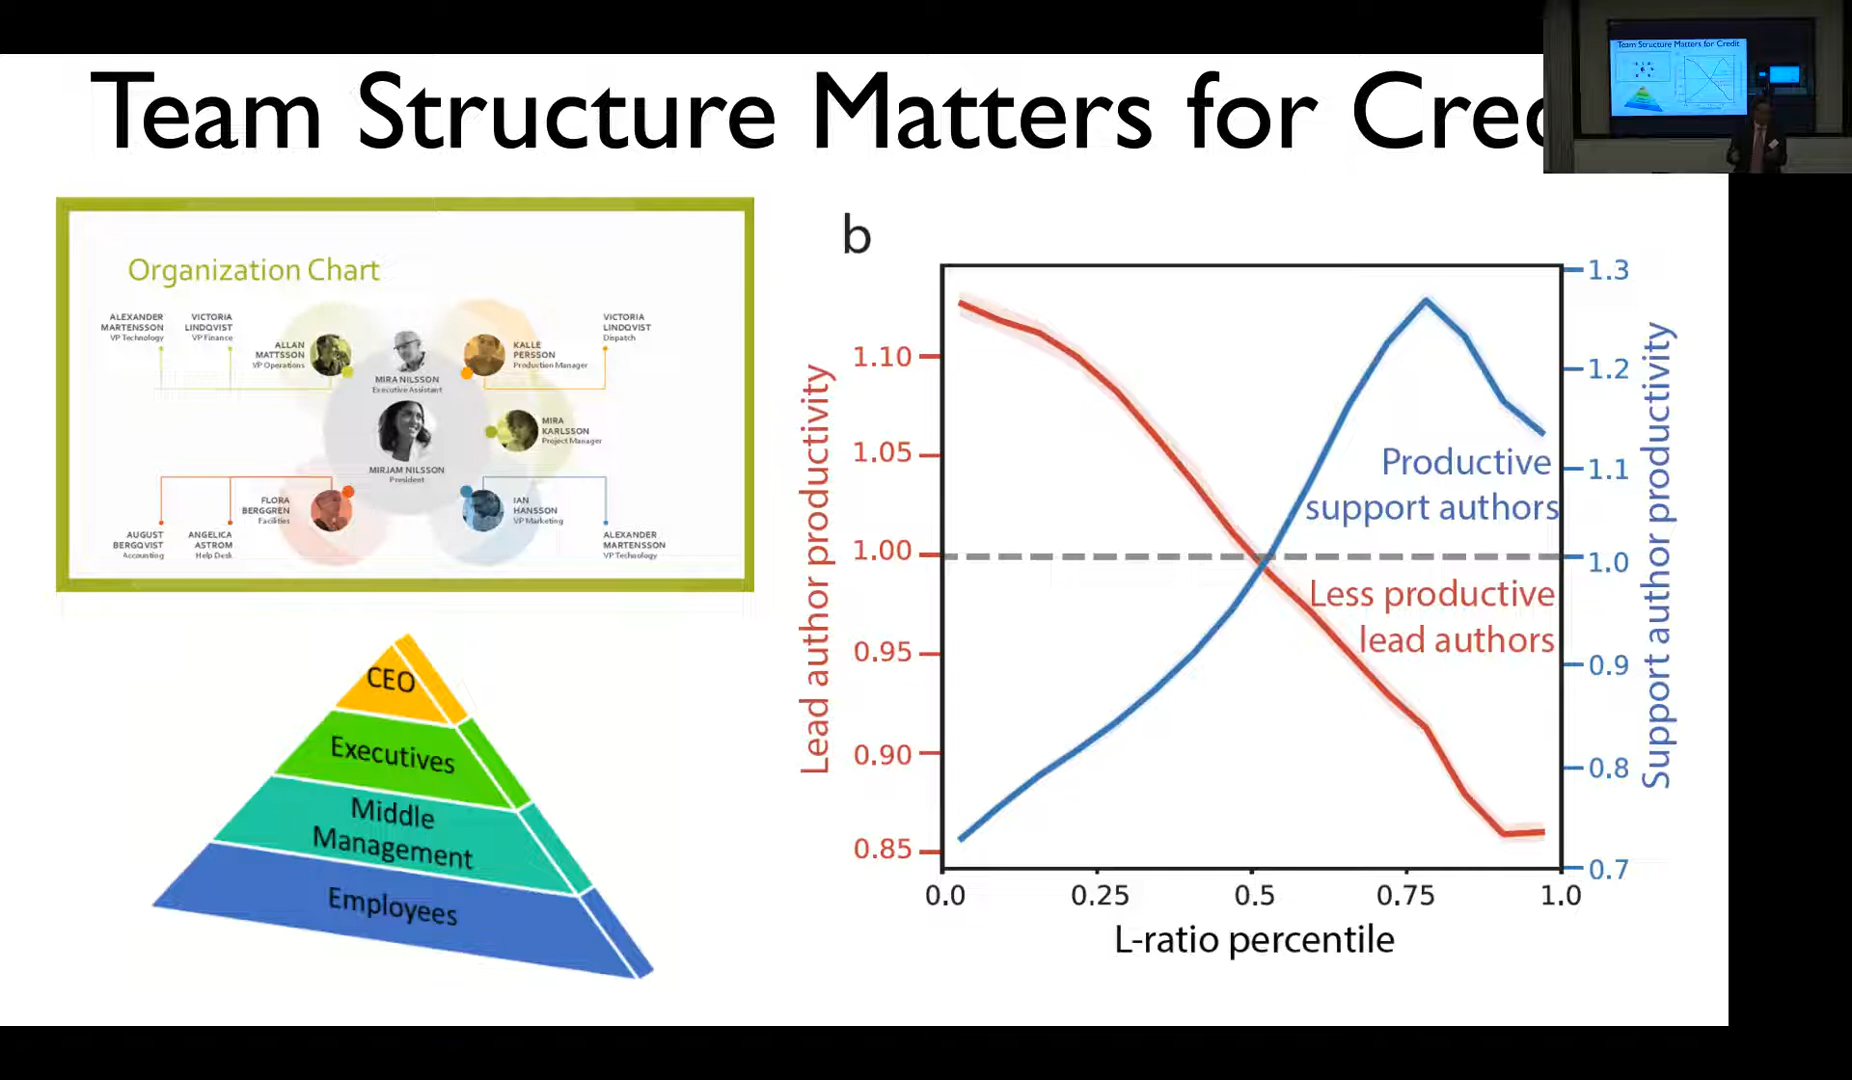 Team Structure Matters for Cred
Organization Chart
ALEXANDER
MARTENSSON
VP Technology
VICTORIA
LINDQVIST
VP Finance
ALLAN
MATTSSON
VP Operations
MIRA NILSSON
Executive Assistant
KALLE
PERSSON
Production Manager
VICTORIA
LINDQVIST
Dispatch
MIRA
KARLSSON
Project Manager
MIRJAM NILSSON
President
FLORA
BERGGREN
Facilities
IAN
HANSSON
VP Marketing
AUGUST
BERGQVIST
Accounting
ANGELICA
ASTROM
Help Desk
ALEXANDER
MARTENSSON
VP Technology
CEO
Executives
Middle
Management
Employees
b
Lead author productivity
1.10
1.05
1.00
0.95
0.90
0.85
1.3
1.2
1.1
1.0
0.9
0.8
0.7
Support author productivity
Productive
support authors
Less productive
lead authors
0.0 0.25 0.5 0.75 1.0
L-ratio percentile
Team Structure Matters for Credit